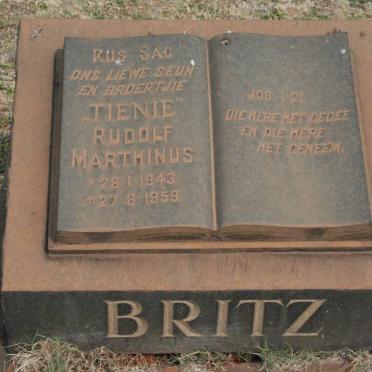 RUS SAG
ONS LIEWE SEUN
EN BROERTJIE
„TIENIE"
RUDOLF
MARTHINUS
* 28·1·1943
† 27·8·1959
JOB 1·21.
DIE HERE HET GEGEE
EN DIE HERE
HET GENEEM.
BRITZ